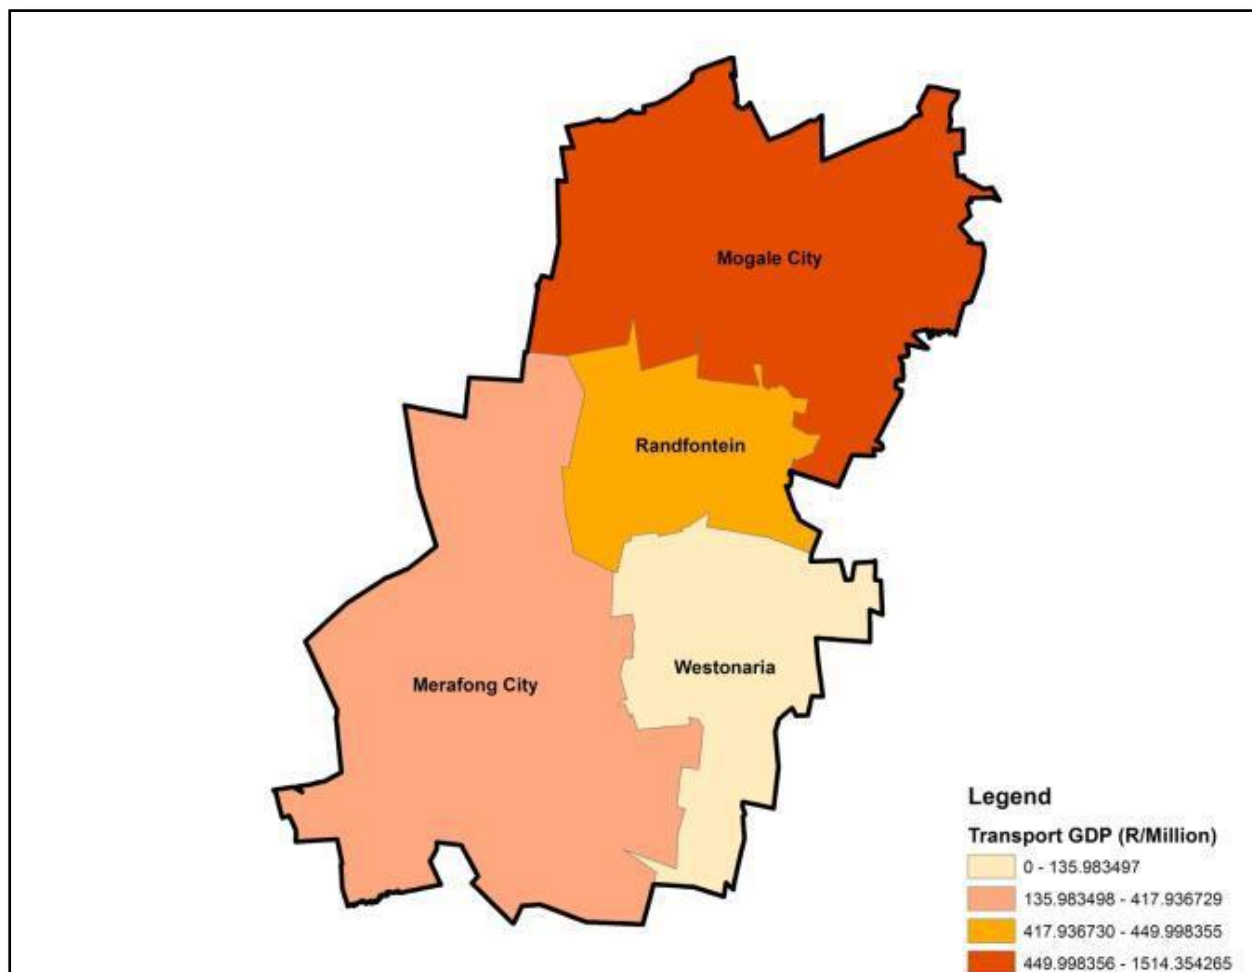 Mogale City
Randfontein
Westonaria
Merafong City
Legend
Transport GDP (R/Million)
0 - 135.983497
135.983498 - 417.936729
417.936730 - 449.998355
449.998356 - 1514.354265